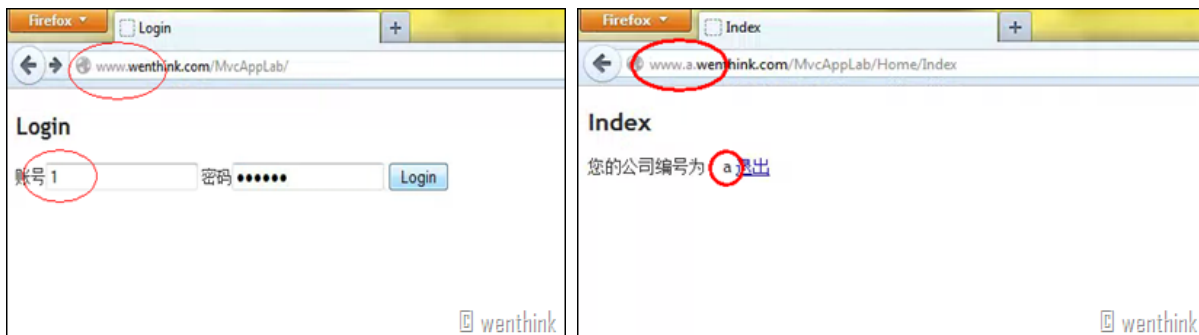 Firefox
Login
+
www.wenthink.com/MvcAppLab/
Login
账号 1 密码 •••••• Login
© wenthink
Firefox
Index
+
www.a.wenthink.com/MvcAppLab/Home/Index
Index
您的公司编号为 a 退出
© wenthink